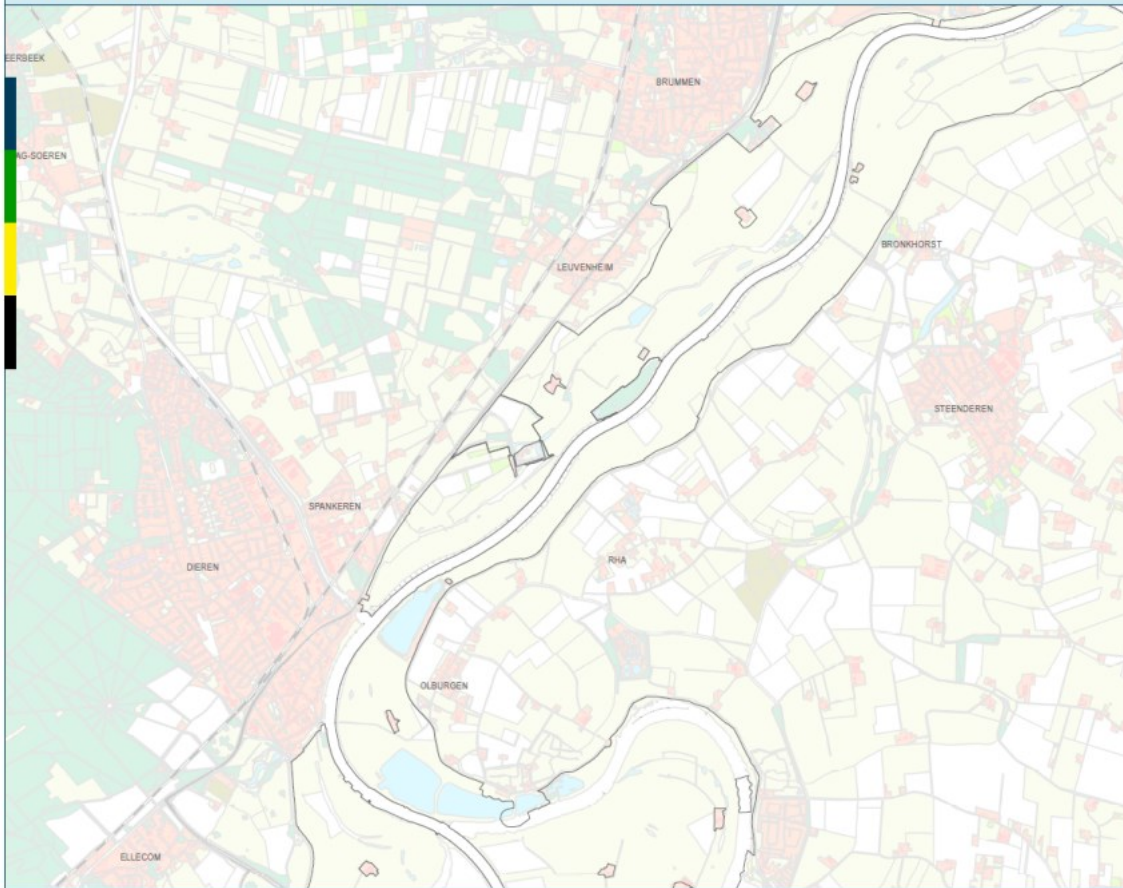 EERBEEK
BRUMMEN
AG-SOEREN
BRONKHORST
LEUVENHEIM
STEENDEREN
SPANKEREN
RHA
DIEREN
OLBURGEN
ELLECOM